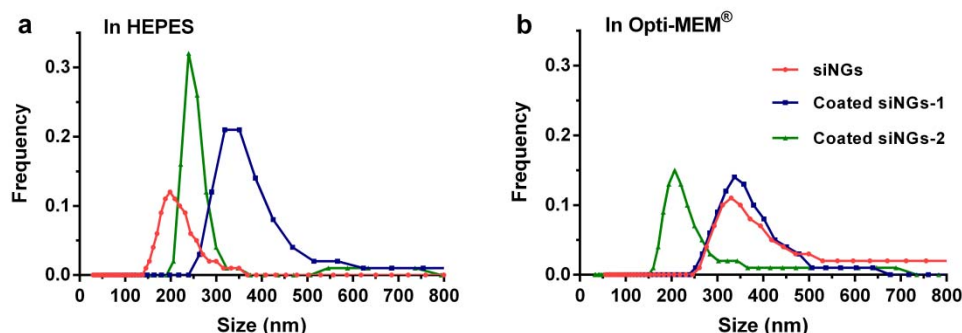 a In HEPES
Frequency
0.3
0.2
0.1
0.0
0 100 200 300 400 500 600 700 800
Size (nm)
b In Opti-MEM®
Frequency
0.3
0.2
0.1
0.0
0 100 200 300 400 500 600 700 800
Size (nm)
siNGs
Coated siNGs-1
Coated siNGs-2